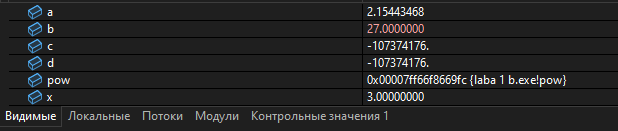 a 2.15443468
b 27.0000000
c -107374176.
d -107374176.
pow 0x00007ff66f8669fc {laba 1 b.exe!pow}
x 3.00000000
Видимые Локальные Потоки Модули Контрольные значения 1